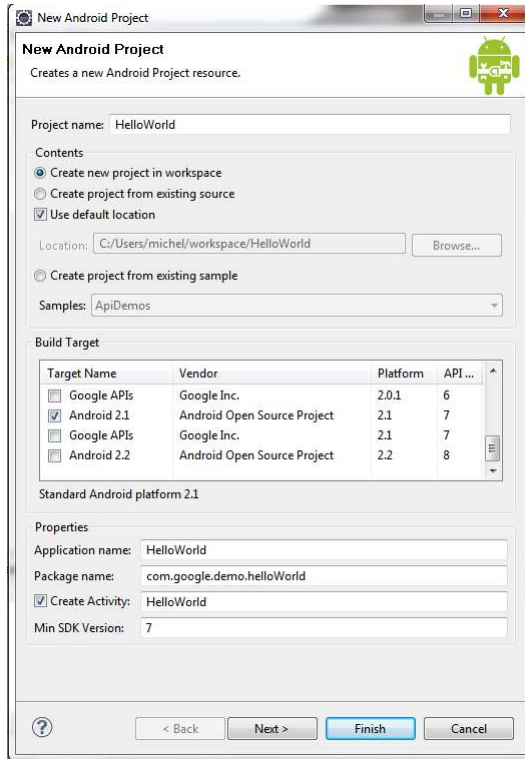 New Android Project
New Android Project
Creates a new Android Project resource.
Project name: HelloWorld
Contents
Create new project in workspace
Create project from existing source
Use default location
Location: C:/Users/michel/workspace/HelloWorld Browse...
Create project from existing sample
Samples: ApiDemos
Build Target
Target Name Vendor Platform API ...
Google APIs Google Inc. 2.0.1 6
Android 2.1 Android Open Source Project 2.1 7
Google APIs Google Inc. 2.1 7
Android 2.2 Android Open Source Project 2.2 8
Standard Android platform 2.1
Properties
Application name: HelloWorld
Package name: com.google.demo.helloWorld
Create Activity: HelloWorld
Min SDK Version: 7
? < Back Next > Finish Cancel